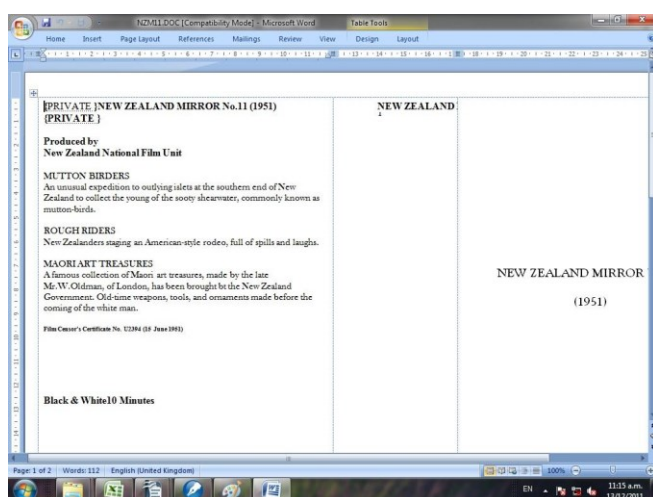 NZM11.DOC [Compatibility Mode] - Microsoft Word
Table Tools
Home Insert Page Layout References Mailings Review View Design Layout
{PRIVATE }NEW ZEALAND MIRROR No.11 (1951)
{PRIVATE }
Produced by
New Zealand National Film Unit
MUTTON BIRDERS
An unusual expedition to outlying islets at the southern end of New
Zealand to collect the young of the sooty shearwater, commonly known as
mutton-birds.
ROUGH RIDERS
New Zealanders staging an American-style rodeo, full of spills and laughs.
MAORI ART TREASURES
A famous collection of Maori art treasures, made by the late
Mr.W.Oldman, of London, has been brought bt the New Zealand
Government. Old-time weapons, tools, and ornaments made before the
coming of the white man.
Film Censor's Certificate No. U2394 (15 June 1951)
Black & White10 Minutes
NEW ZEALAND
NEW ZEALAND MIRROR
(1951)
Page: 1 of 2 Words: 112 English (United Kingdom)
100%
EN
11:15 a.m.
13/12/2011